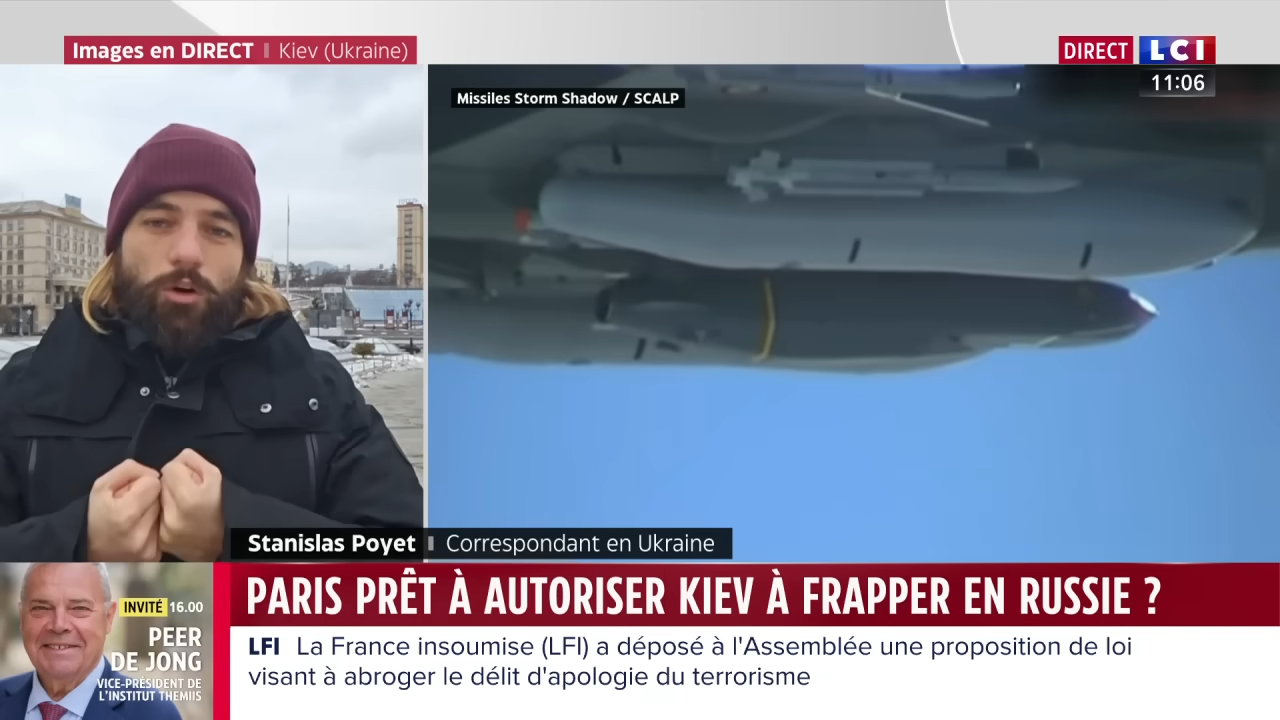 Images en DIRECT Kiev (Ukraine)
DIRECT LCI
11:06
Missiles Storm Shadow / SCALP
Stanislas Poyet Correspondant en Ukraine
INVITÉ 16.00
PEER
DE JONG
VICE-PRÉSIDENT DE
L'INSTITUT THEMIIS
PARIS PRÊT À AUTORISER KIEV À FRAPPER EN RUSSIE ?
LFI La France insoumise (LFI) a déposé à l'Assemblée une proposition de loi
visant à abroger le délit d'apologie du terrorisme